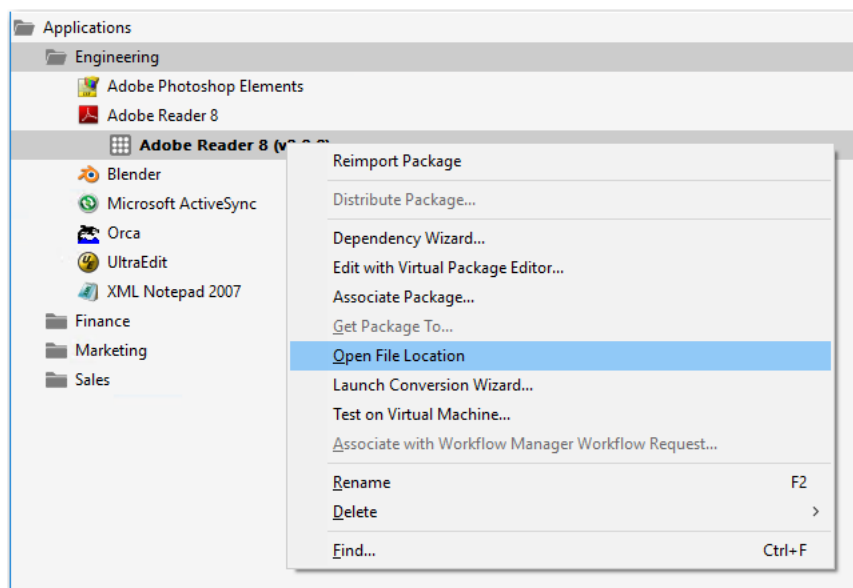 Applications
Engineering
Adobe Photoshop Elements
Adobe Reader 8
Adobe Reader 8
Blender
Microsoft ActiveSync
Orca
UltraEdit
XML Notepad 2007
Finance
Marketing
Sales
Reimport Package
Distribute Package...
Dependency Wizard...
Edit with Virtual Package Editor...
Associate Package...
Get Package To...
Open File Location
Launch Conversion Wizard...
Test on Virtual Machine...
Associate with Workflow Manager Workflow Request...
Rename F2
Delete
Find... Ctrl+F